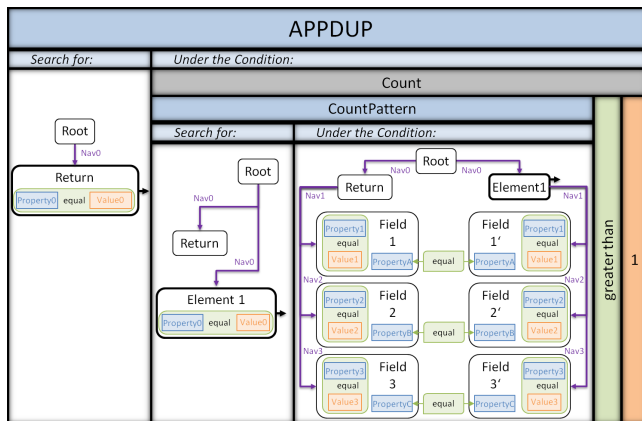 APPDUP
Search for:
Under the Condition:
Count
CountPattern
greater than
1
Search for:
Under the Condition:
Root
Nav0
Return
Property0 equal Value0
Root
Nav0
Return
Nav0
Element 1
Property0 equal Value0
Root
Nav0 Nav0
Return
Element1
Nav1
Nav1
Property1
equal
Value1
Field
1
PropertyA
equal
Field
1‘
PropertyA
Property1
equal
Value1
Nav2
Nav2
Property2
equal
Value2
Field
2
PropertyB
equal
Field
2‘
PropertyB
Property2
equal
Value2
Nav3
Nav3
Property3
equal
Value3
Field
3
PropertyC
equal
Field
3‘
PropertyC
Property3
equal
Value3